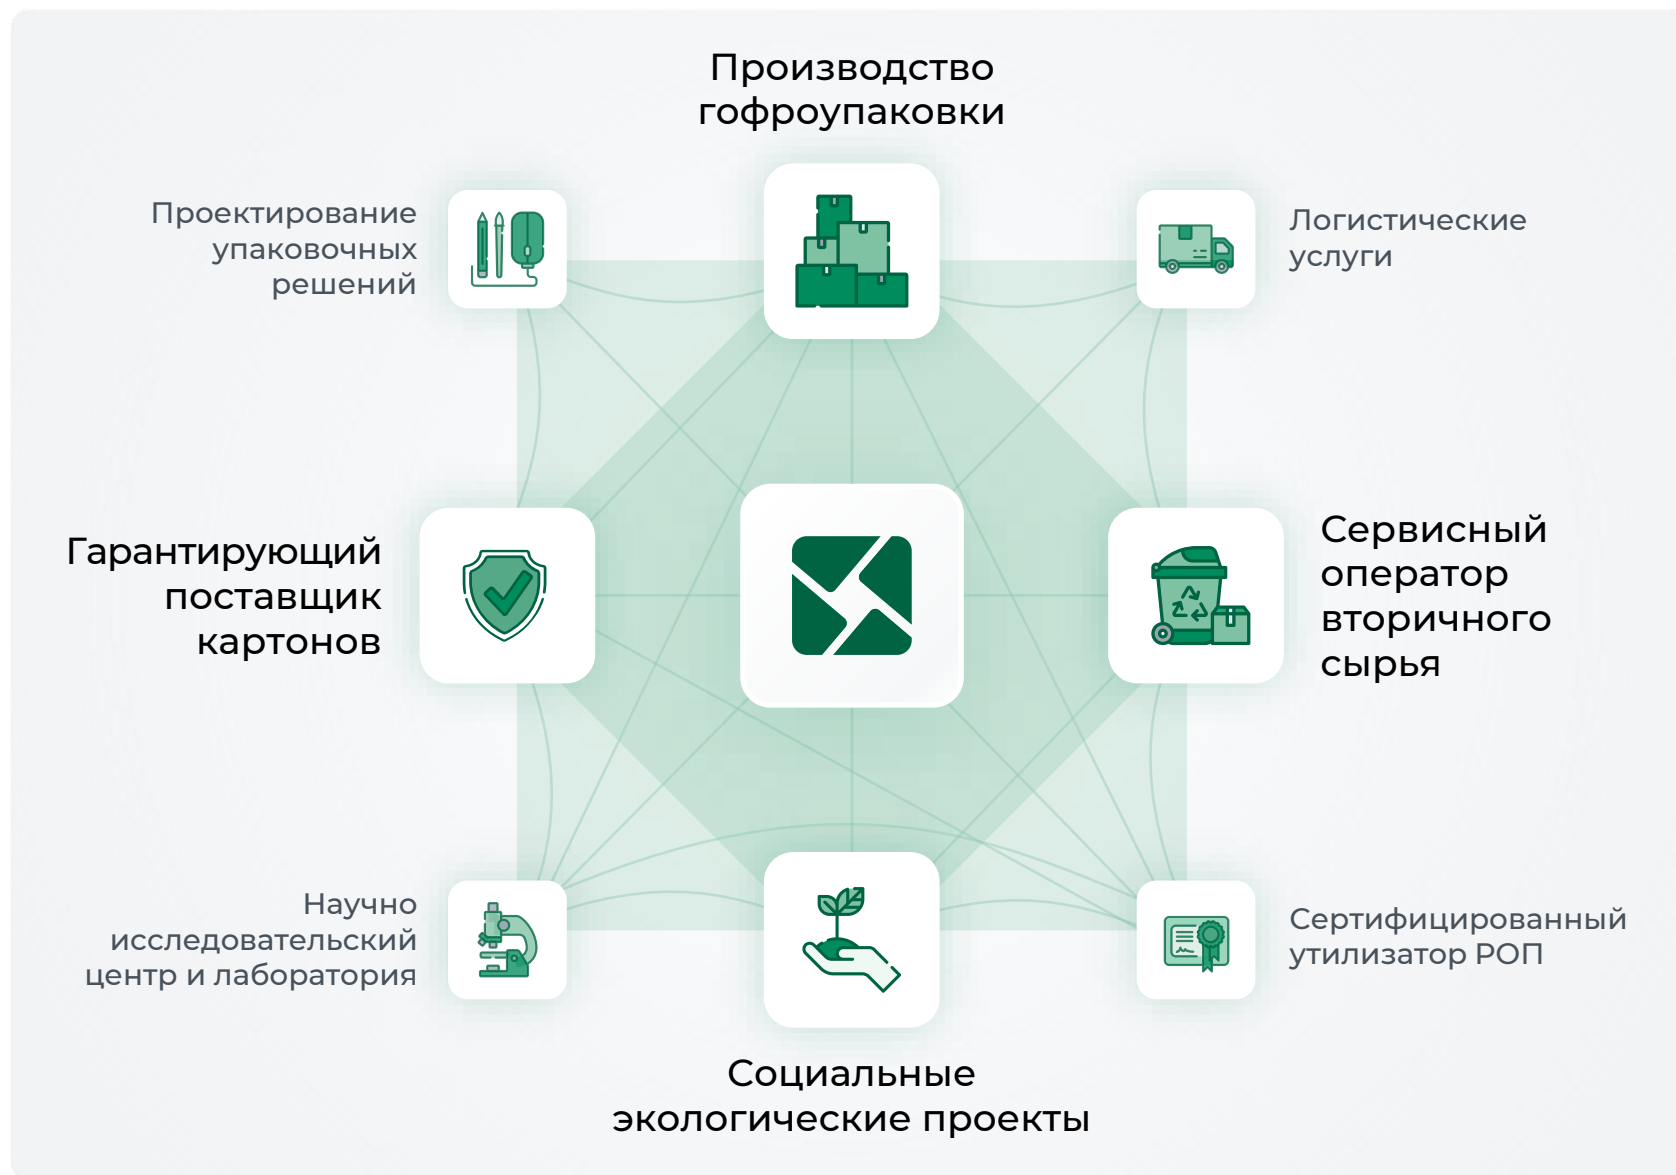 Производство
гофроупаковки
Проектирование
упаковочных
решений
Логистические
услуги
Гарантирующий
поставщик
картонов
Сервисный
оператор
вторичного
сырья
Научно
исследовательский
центр и лаборатория
Сертифицированный
утилизатор РОП
Социальные
экологические проекты